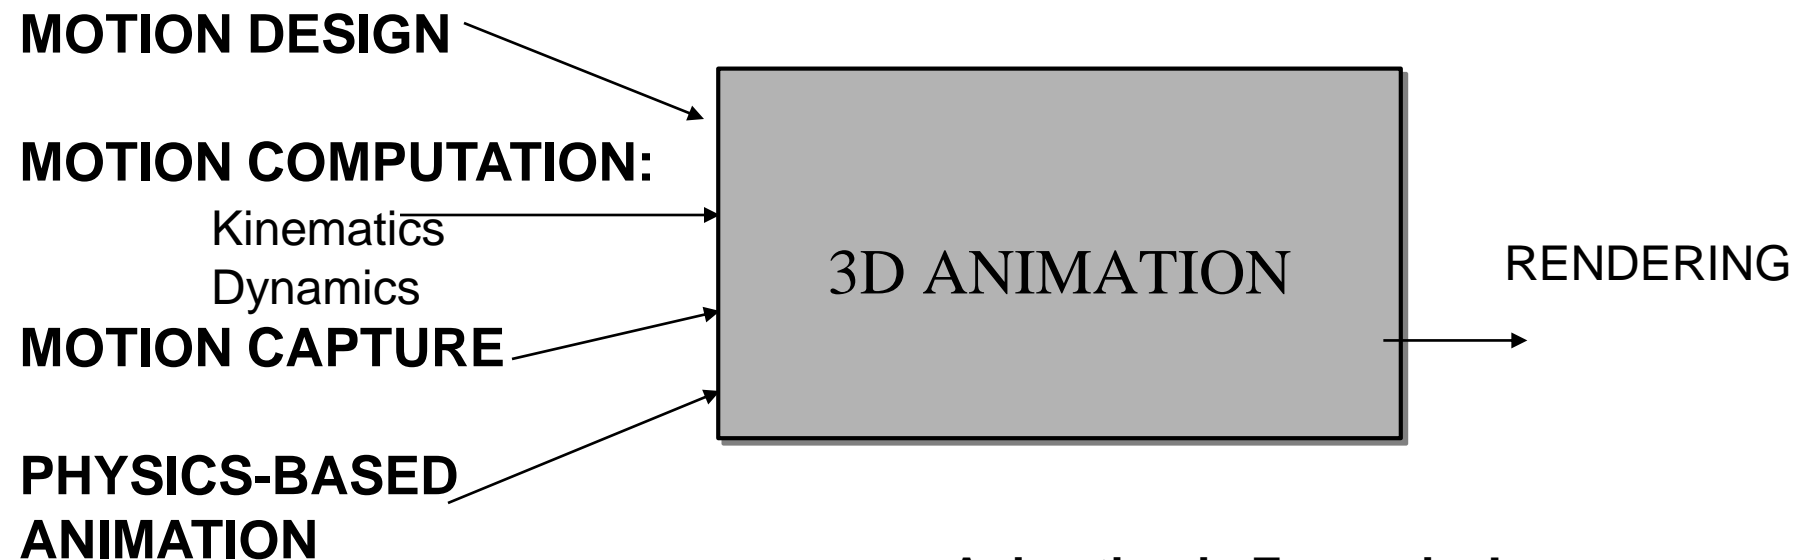 MOTION DESIGN
MOTION COMPUTATION:
Kinematics
Dynamics
MOTION CAPTURE
PHYSICS-BASED
ANIMATION
3D ANIMATION
RENDERING